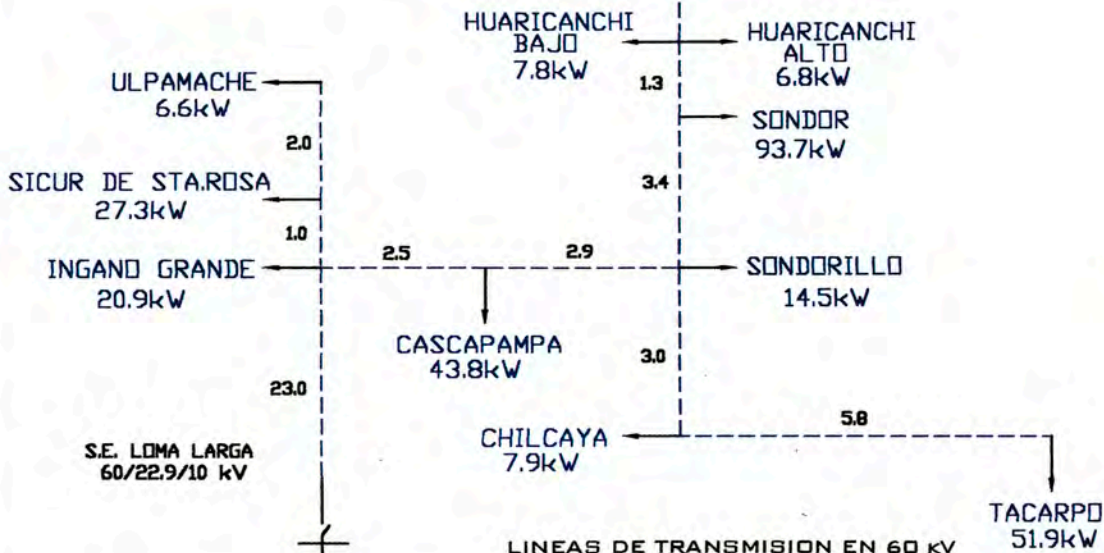 HUARICANCHI
BAJO
7.8kW
HUARICANCHI
ALTO
6.8kW
ULPAMACHE
6.6kW
1.3
SONDOR
93.7kW
2.0
SICUR DE STA.ROSA
27.3kW
3.4
1.0
2.5
2.9
INGANO GRANDE
20.9kW
SONDORILLO
14.5kW
CASCAPAMPA
43.8kW
3.0
23.0
5.8
S.E. LOMA LARGA
60/22.9/10 kV
CHILCAYA
7.9kW
TACARPO
51.9kW
LINEAS DE TRANSMISION EN 60 kV